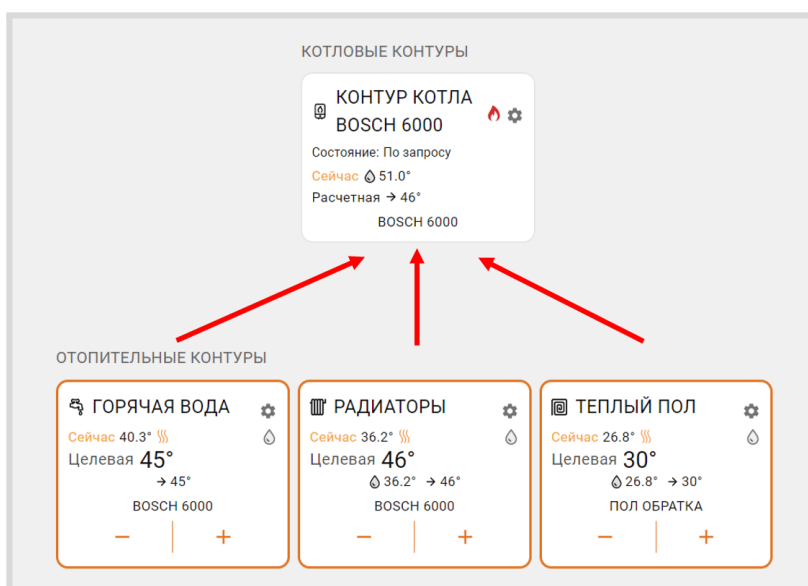 КОТЛОВЫЕ КОНТУРЫ
КОНТУР КОТЛА
BOSCH 6000
Состояние: По запросу
Сейчас 51.0°
Расчетная → 46°
BOSCH 6000
ОТОПИТЕЛЬНЫЕ КОНТУРЫ
ГОРЯЧАЯ ВОДА
Сейчас 40.3°
Целевая 45°
→ 45°
BOSCH 6000
− +
РАДИАТОРЫ
Сейчас 36.2°
Целевая 46°
36.2° → 46°
BOSCH 6000
− +
ТЕПЛЫЙ ПОЛ
Сейчас 26.8°
Целевая 30°
26.8° → 30°
ПОЛ ОБРАТКА
− +